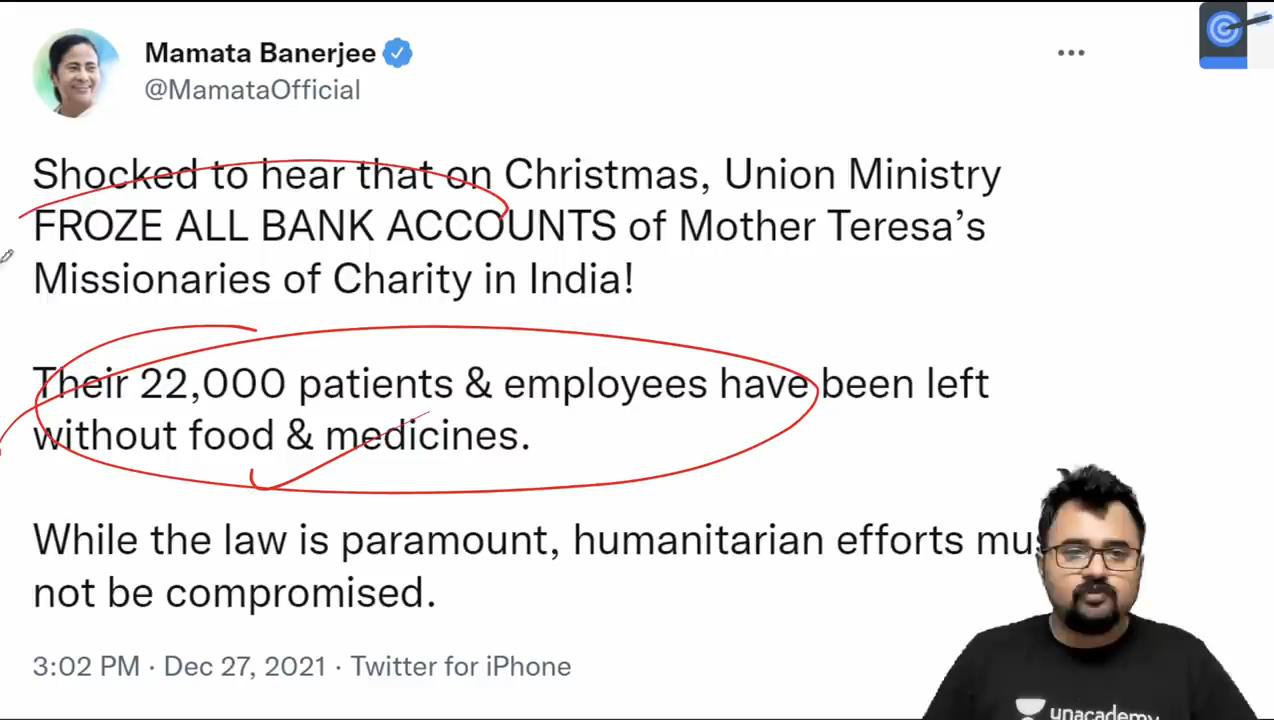 Mamata Banerjee
@MamataOfficial
Shocked to hear that on Christmas, Union Ministry
FROZE ALL BANK ACCOUNTS of Mother Teresa’s
Missionaries of Charity in India!
Their 22,000 patients & employees have been left
without food & medicines.
While the law is paramount, humanitarian efforts mus
not be compromised.
3:02 PM · Dec 27, 2021 · Twitter for iPhone
unacademy